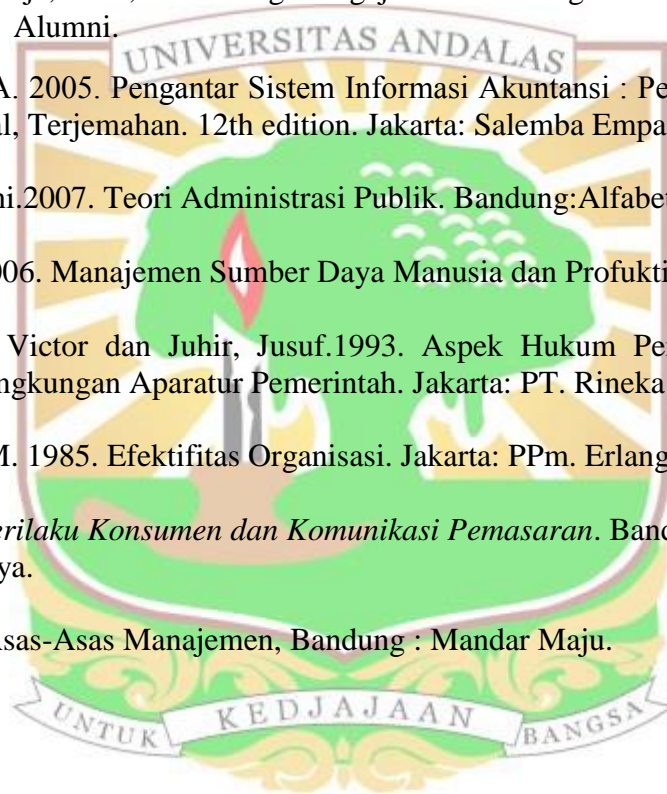 Alumni.
UNIVERSITAS ANDALAS
A. 2005. Pengantar Sistem Informasi Akuntansi : Pe
al, Terjemahan. 12th edition. Jakarta: Salemba Empa
ni.2007. Teori Administrasi Publik. Bandung:Alfabet
006. Manajemen Sumber Daya Manusia dan Profukti
Victor dan Juhir, Jusuf.1993. Aspek Hukum Pe
ngkungan Aparatur Pemerintah. Jakarta: PT. Rineka
M. 1985. Efektifitas Organisasi. Jakarta: PPm. Erlang
erilaku Konsumen dan Komunikasi Pemasaran. Band
ya.
Asas-Asas Manajemen, Bandung : Mandar Maju.
UNTUK KEDJAJAAN BANGSA